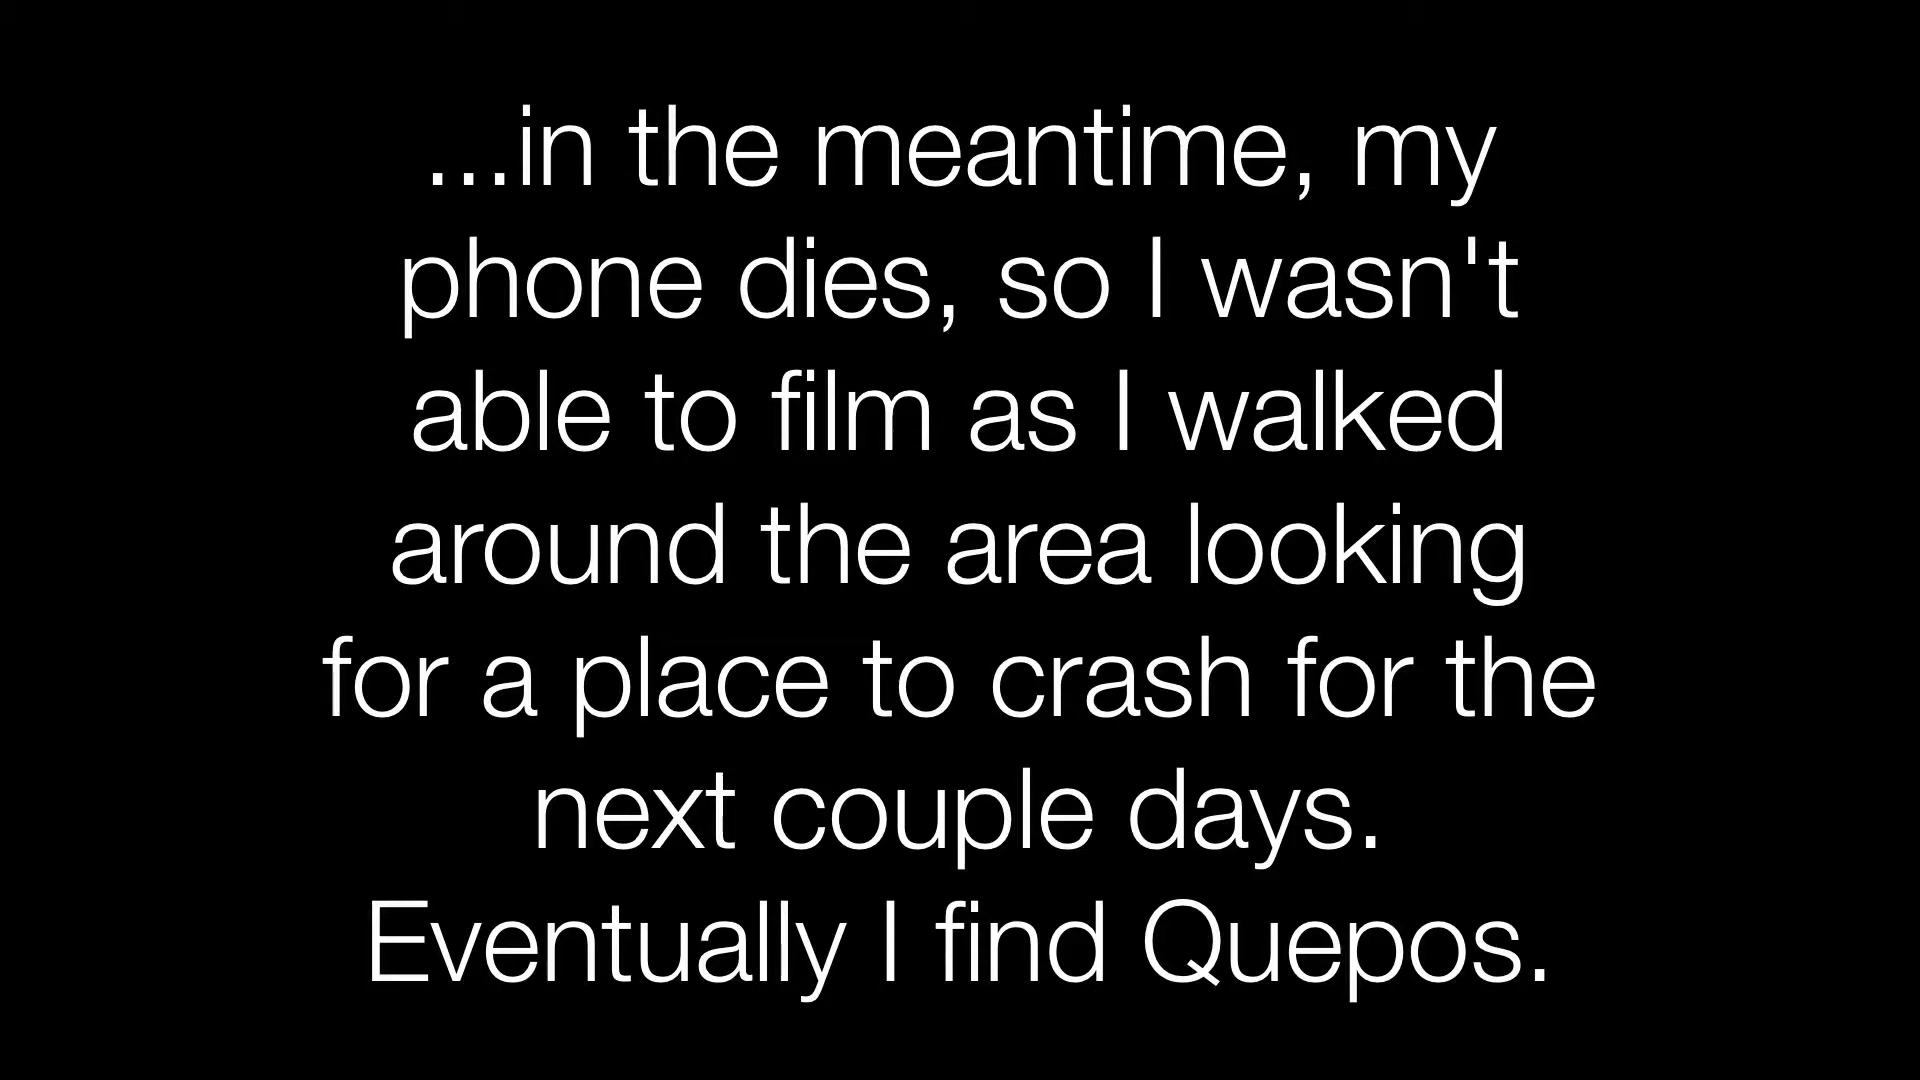 ...in the meantime, my
phone dies, so I wasn't
able to film as I walked
around the area looking
for a place to crash for the
next couple days.
Eventually I find Quepos.